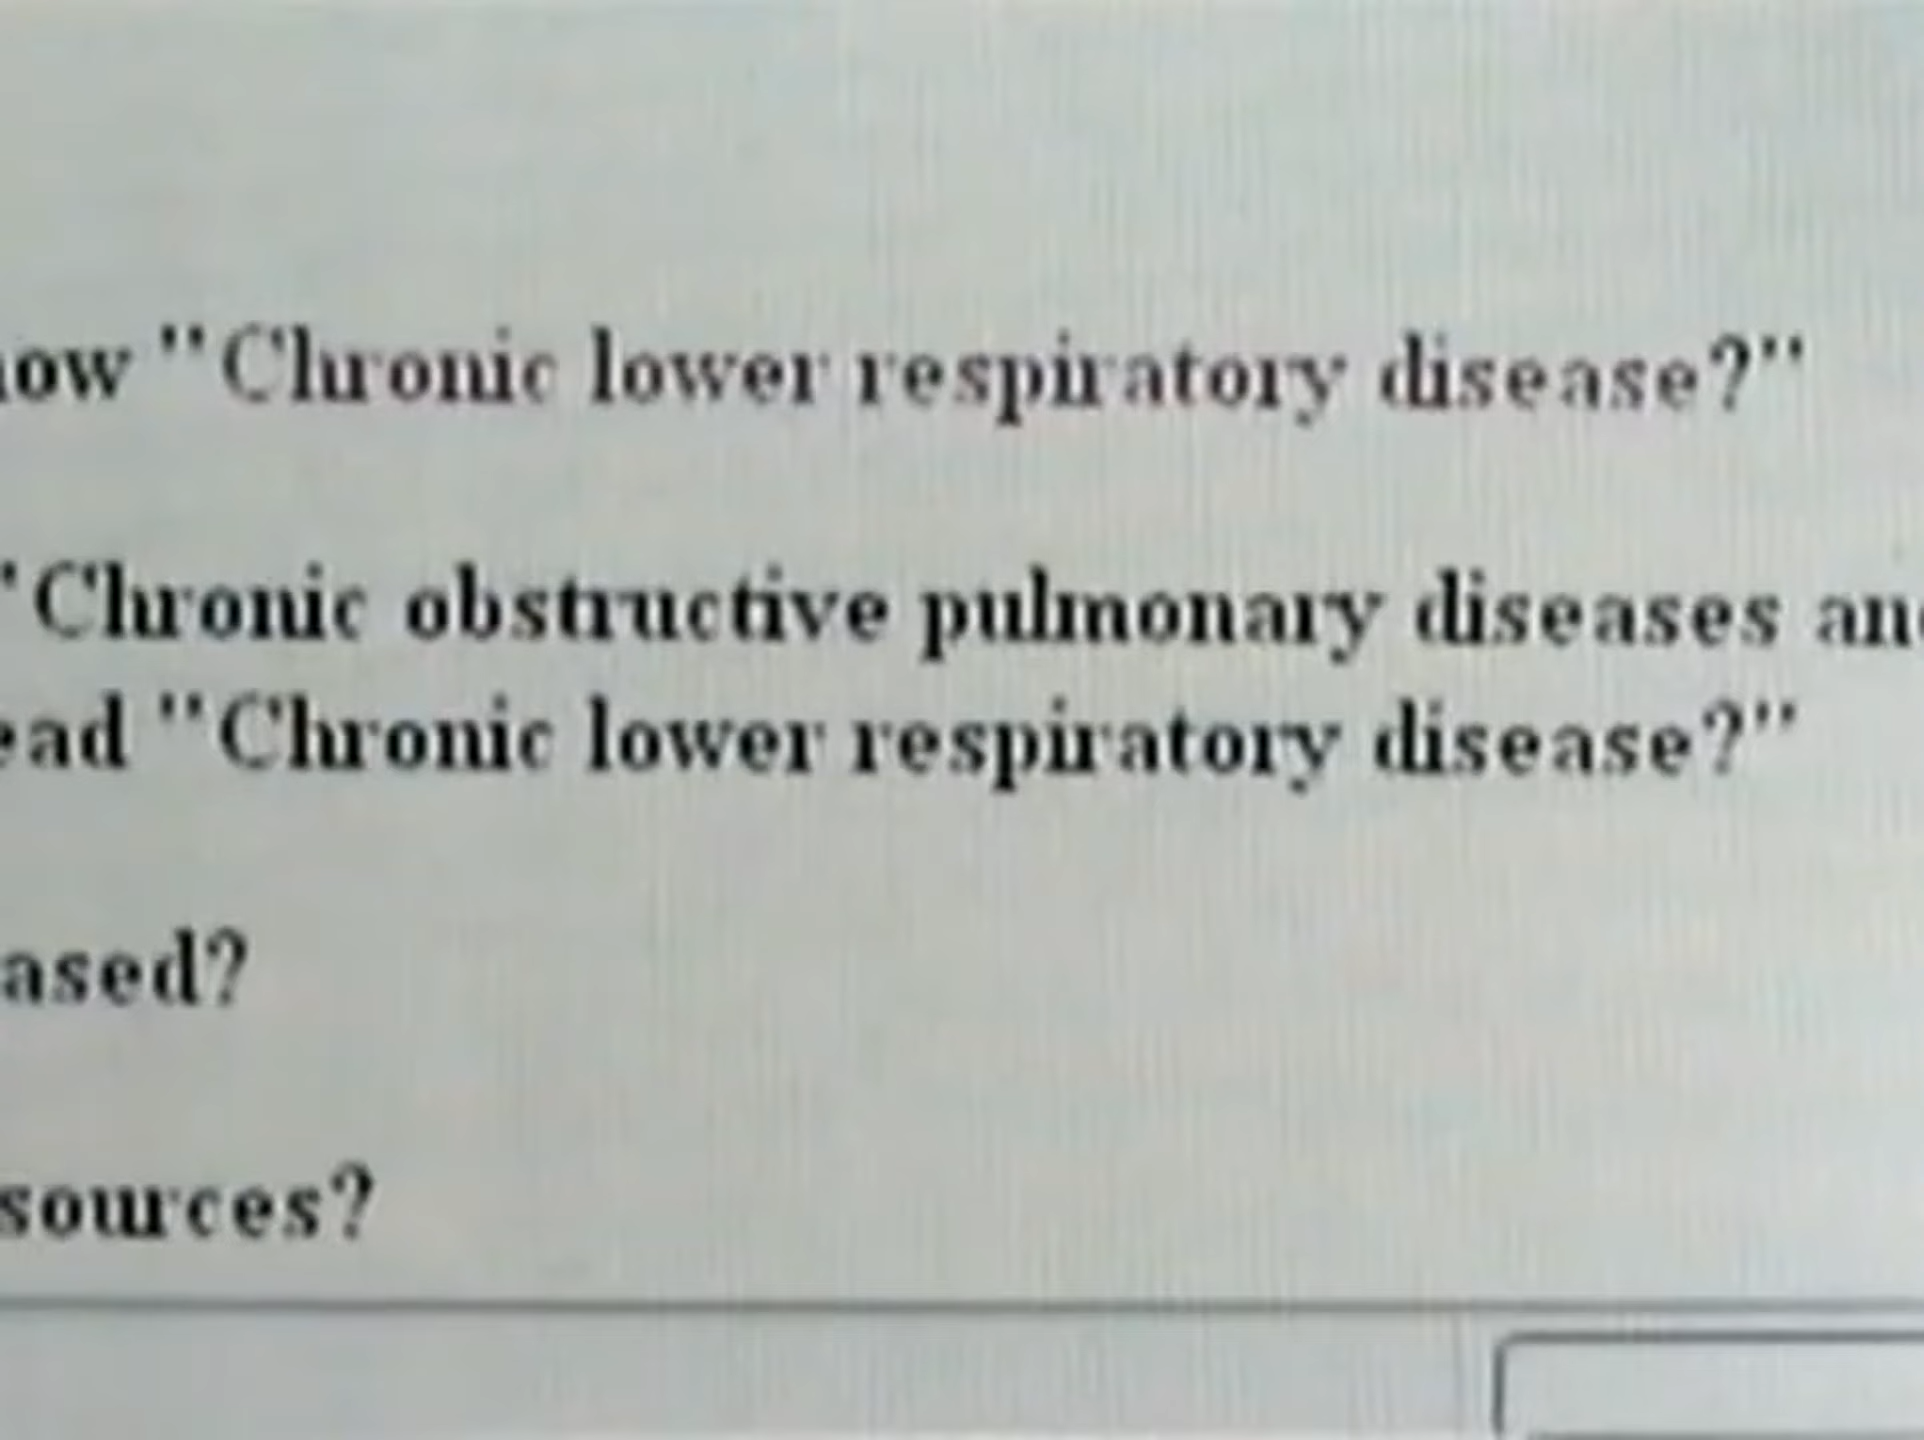 ow "Chronic lower respiratory disease?"
"Chronic obstructive pulmonary diseases an
ead "Chronic lower respiratory disease?"
ased?
sources?